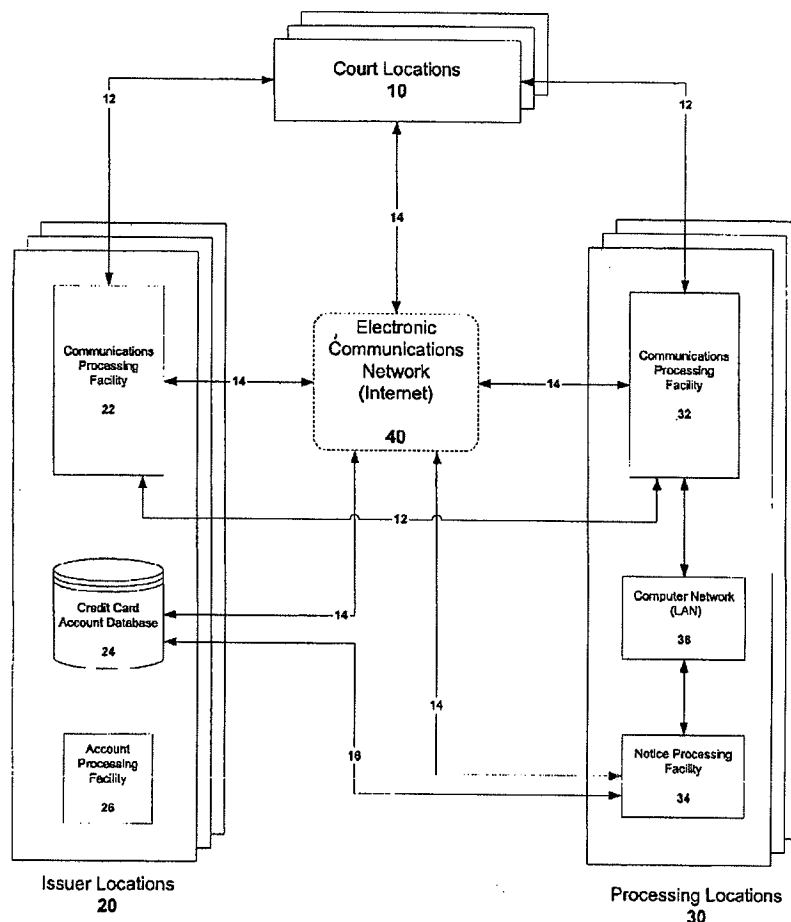 Court Locations
10
12
12
14
Communications
Processing
Facility
22
14
Electronic
Communications
Network
(Internet)
40
14
Communications
Processing
Facility
32
12
Credit Card
Account Database
24
14
Computer Network
(LAN)
36
14
16
Account
Processing
Facility
26
Notice Processing
Facility
34
Issuer Locations
20
Processing Locations
30